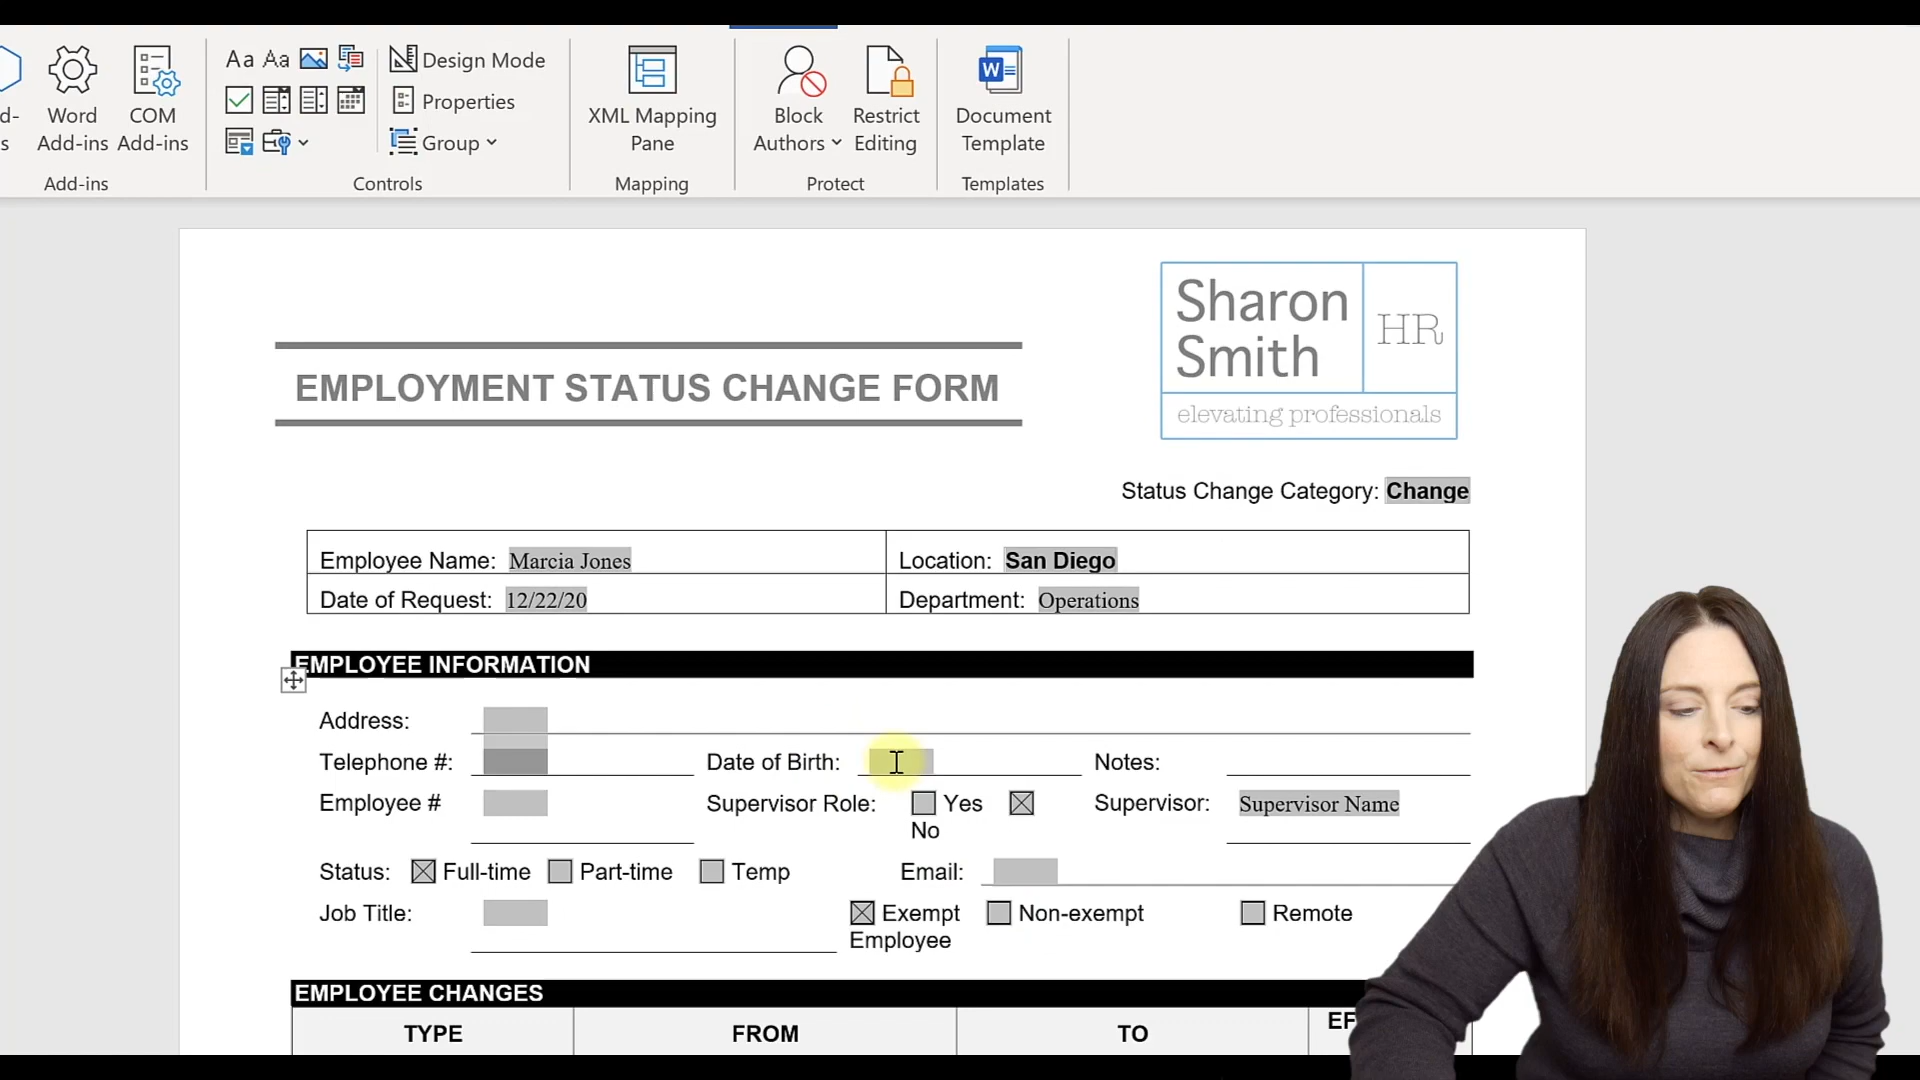 d-
s
Word
Add-ins
COM
Add-ins
Add-ins
Aa Aa
Design Mode
Properties
Group
Controls
XML Mapping
Pane
Mapping
Block
Authors
Restrict
Editing
Protect
W
Document
Template
Templates
Sharon
Smith
HR
elevating professionals
EMPLOYMENT STATUS CHANGE FORM
Status Change Category: Change
Employee Name: Marcia Jones
Location: San Diego
Date of Request: 12/22/20
Department: Operations
EMPLOYEE INFORMATION
Address:
Telephone #: Date of Birth: Notes:
Employee # Supervisor Role: Yes Supervisor: Supervisor Name
No
Status: Full-time Part-time Temp Email:
Job Title: Exempt Non-exempt Remote
Employee
EMPLOYEE CHANGES
TYPE FROM TO EF